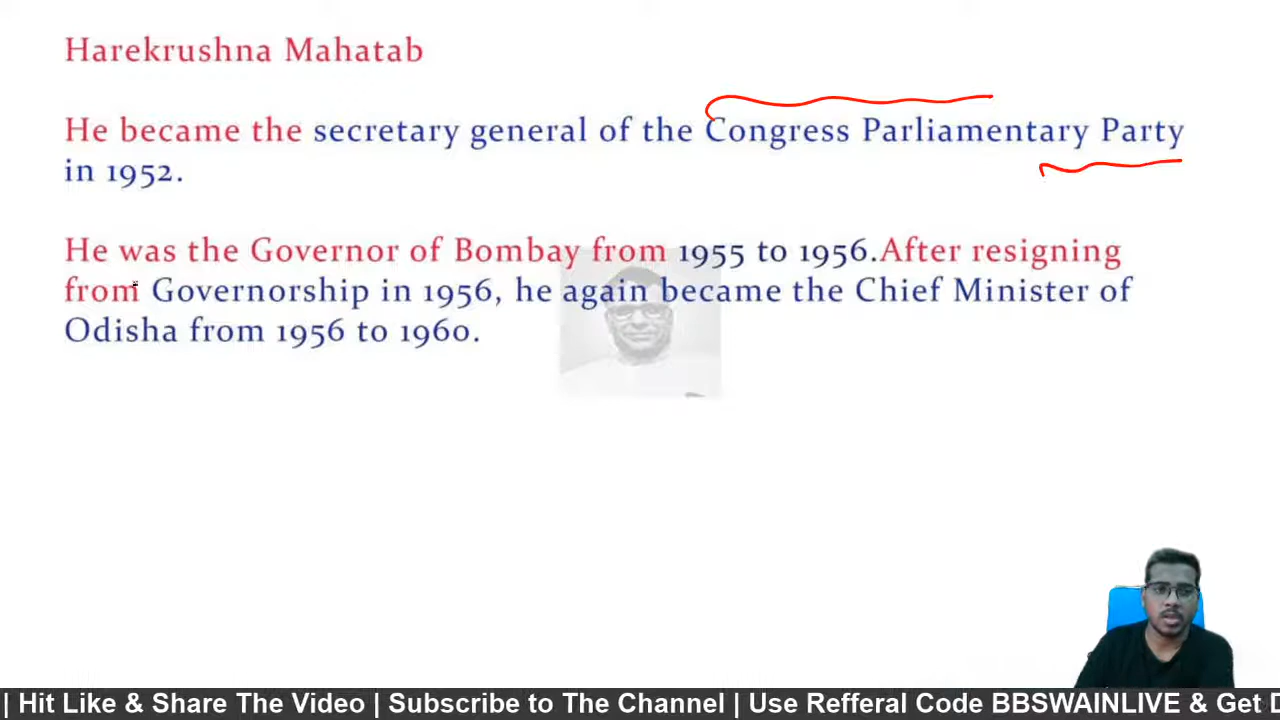 Harekrushna Mahatab
He became the secretary general of the Congress Parliamentary Party
in 1952.
He was the Governor of Bombay from 1955 to 1956.After resigning
from Governorship in 1956, he again became the Chief Minister of
Odisha from 1956 to 1960.
| Hit Like & Share The Video | Subscribe to The Channel | Use Refferal Code BBSWAINLIVE & Get